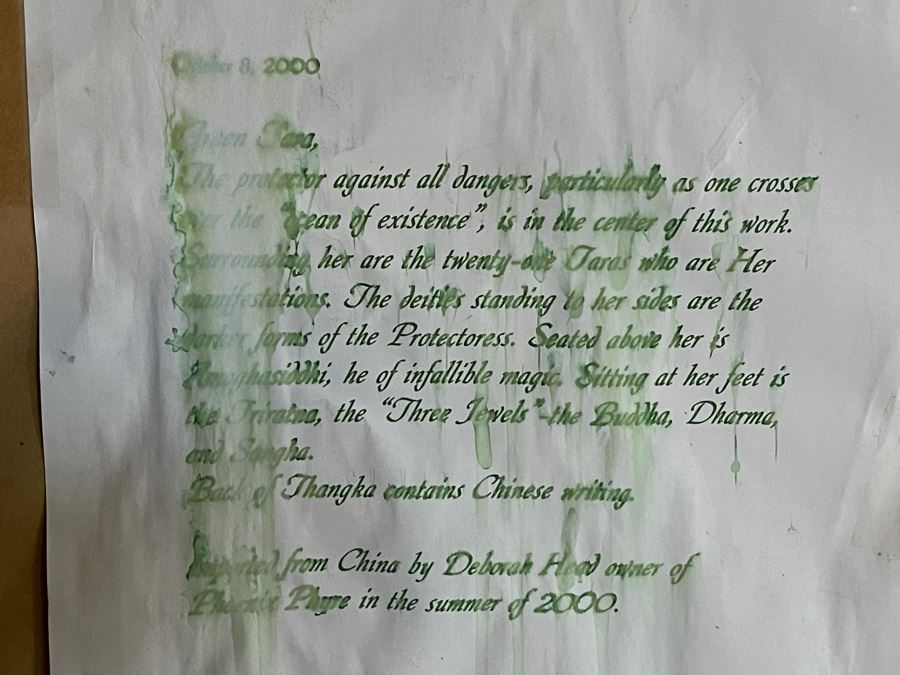 October 8, 2000
Green Tara,
The protector against all dangers, particularly as one crosses
over the "ocean of existence", is in the center of this work.
Surrounding her are the twenty-one Taras who are Her
manifestations. The deities standing to her sides are the
darker forms of the Protectoress. Seated above her is
Amoghasiddhi, he of infallible magic. Sitting at her feet is
the Triratna, the "Three Jewels"-the Buddha, Dharma,
and Sangha.
Back of Thangka contains Chinese writing.
Imported from China by Deborah Head owner of
Phoenix Phyre in the summer of 2000.